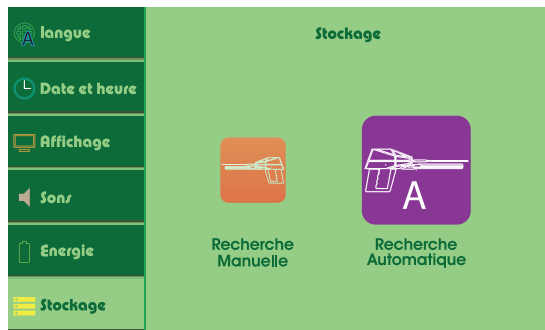 langue
Date et heure
Affichage
Sons
Energie
Stockage
Stockage
A
Recherche
Manuelle
Recherche
Automatique